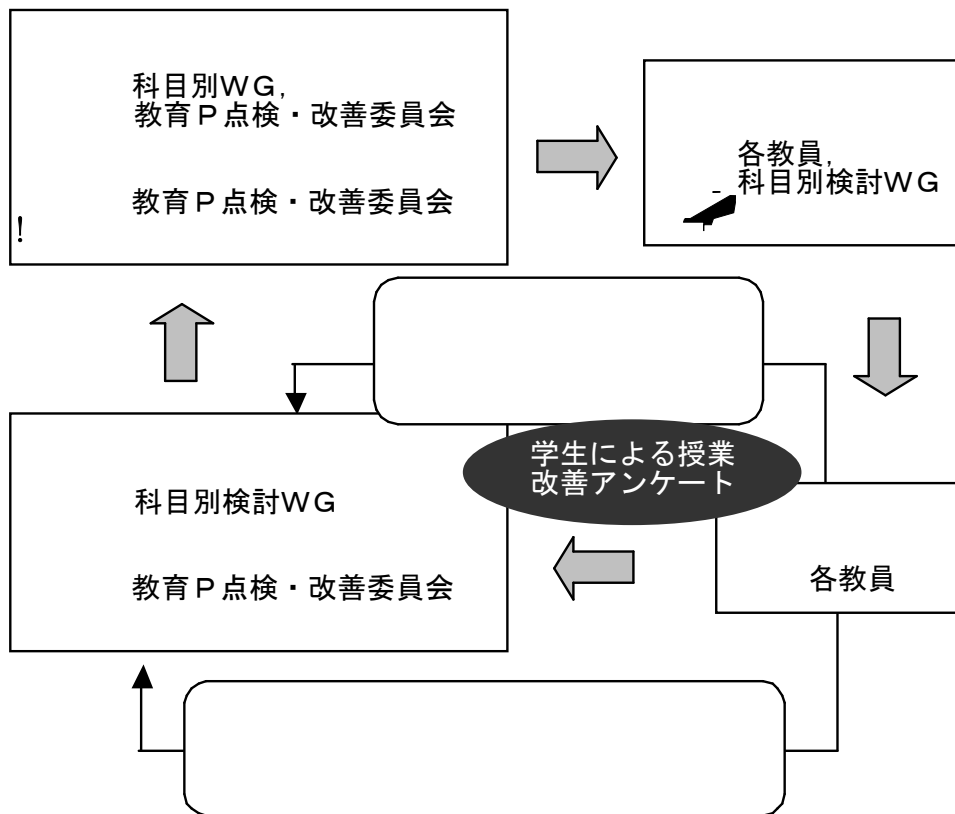 科目別WG,
教育P点検・改善委員会
教育P点検・改善委員会
!
各教員,
科目別検討WG
学生による授業
改善アンケート
科目別検討WG
教育P点検・改善委員会
各教員